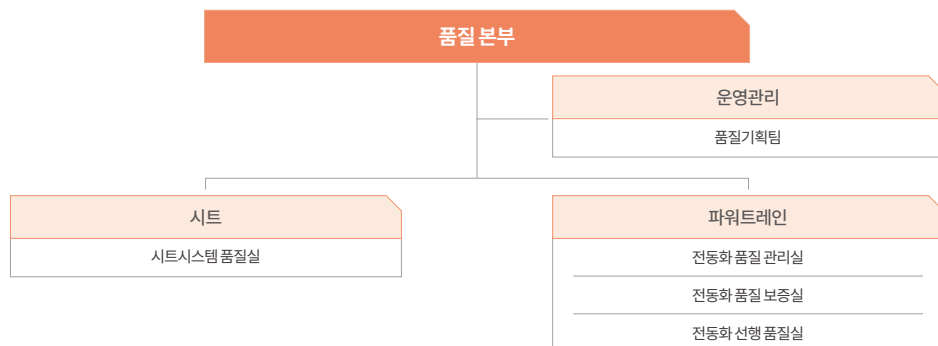 품질 본부
운영관리
품질기획팀
시트
시트시스템 품질실
파워트레인
전동화 품질 관리실
전동화 품질 보증실
전동화 선행 품질실